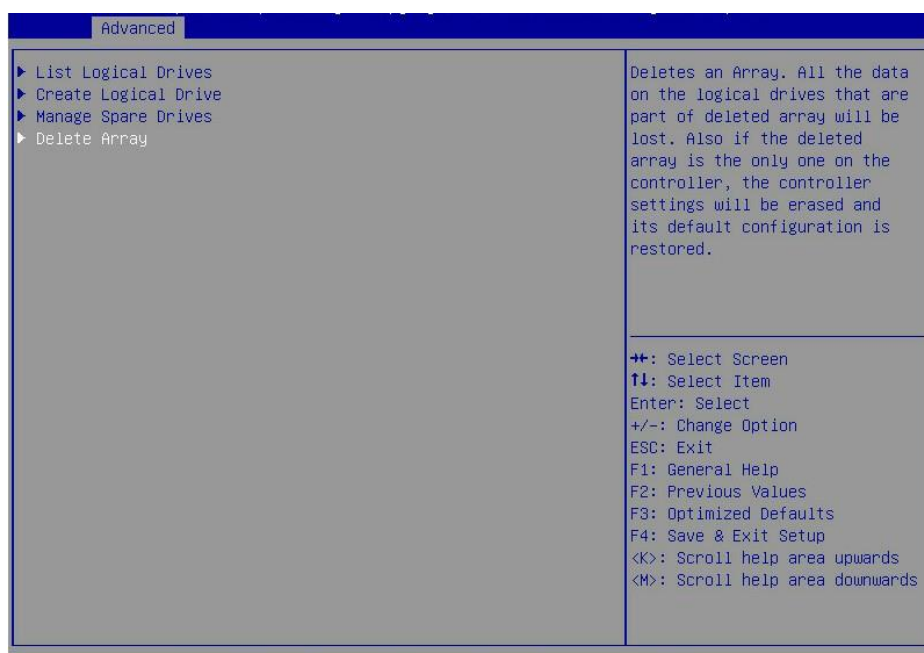 Advanced
List Logical Drives
Create Logical Drive
Manage Spare Drives
Delete Array
Deletes an Array. All the data
on the logical drives that are
part of deleted array will be
lost. Also if the deleted
array is the only one on the
controller, the controller
settings will be erased and
its default configuration is
restored.
→←: Select Screen
↑↓: Select Item
Enter: Select
+/-: Change Option
ESC: Exit
F1: General Help
F2: Previous Values
F3: Optimized Defaults
F4: Save & Exit Setup
<K>: Scroll help area upwards
<M>: Scroll help area downwards